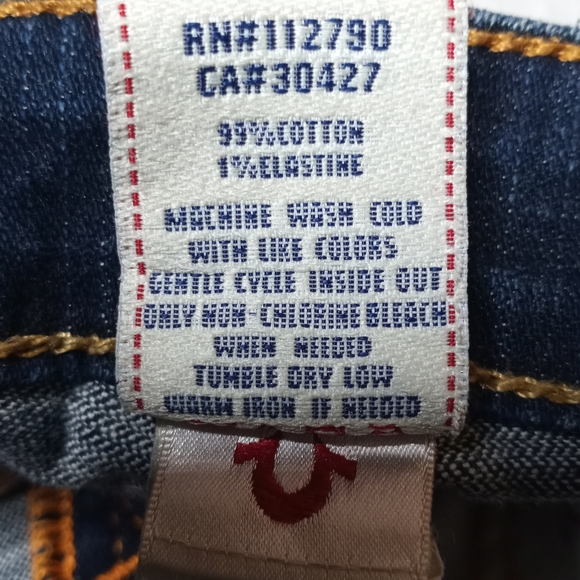 RN#112790
CA#30427
99%COTTON
1%ELASTINE
MACHINE WASH COLD
WITH LIKE COLORS
GENTLE CYCLE INSIDE OUT
ONLY NON-CHLORINE BLEACH
WHEN NEEDED
TUMBLE DRY LOW
WARM IRON IF NEEDED